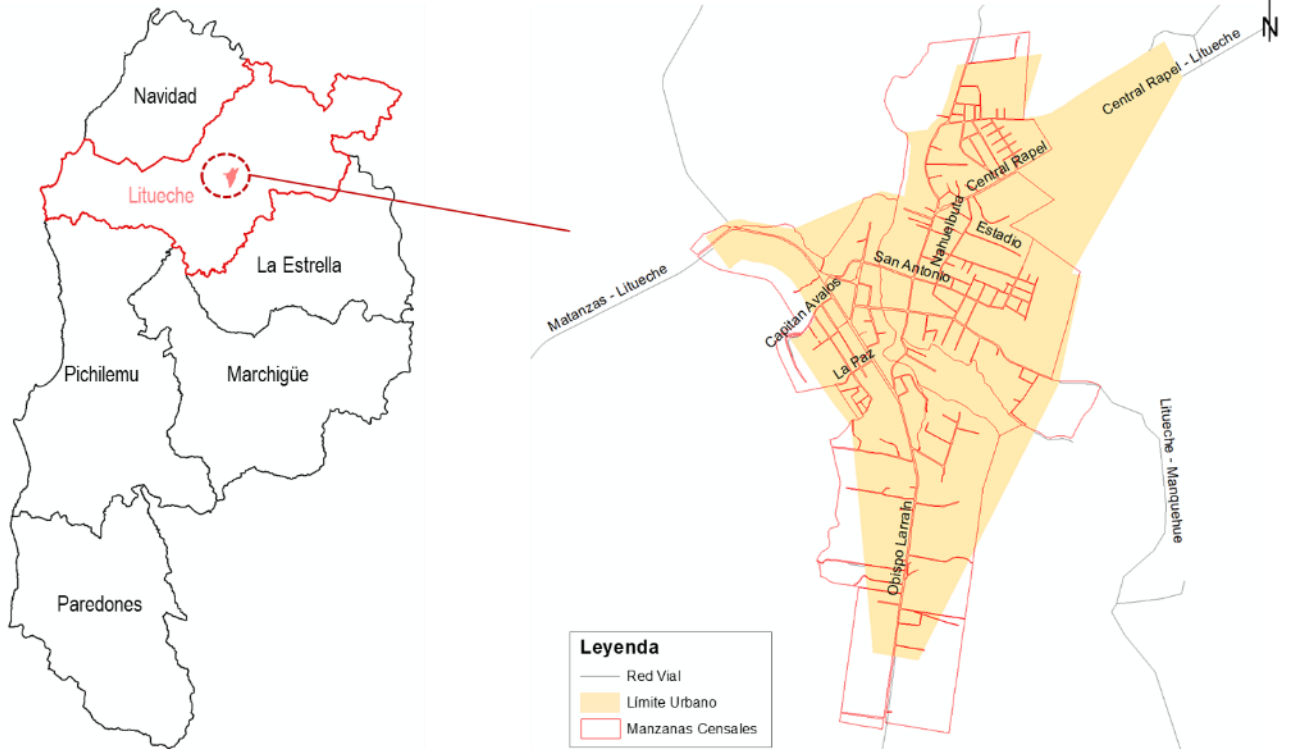 Navidad
Litueche
La Estrella
Pichilemu
Marchigüe
Paredones
N
Central Rapel - Litueche
Central Rapel
Nahuelbuta
Estadio
San Antonio
Matanzas - Litueche
Capitan Avalos
La Paz
Litueche - Manquehue
Obispo Larrain
Leyenda
Red Vial
Límite Urbano
Manzanas Censales